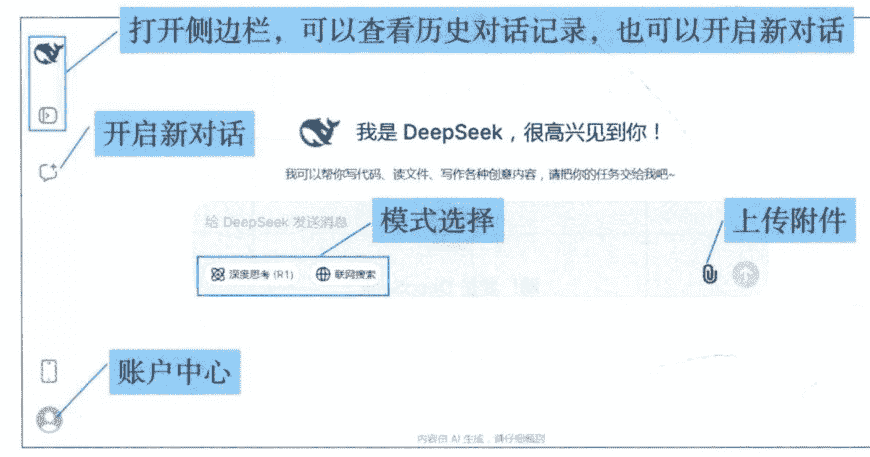 打开侧边栏，可以查看历史对话记录，也可以开启新对话
开启新对话
我是 DeepSeek，很高兴见到你！
我可以帮你写代码、读文件、写作各种创意内容，请把你的任务交给我吧~
给 DeepSeek 发送消息
模式选择
上传附件
深度思考 (R1)
联网搜索
账户中心
内容由 AI 生成，请仔细甄别